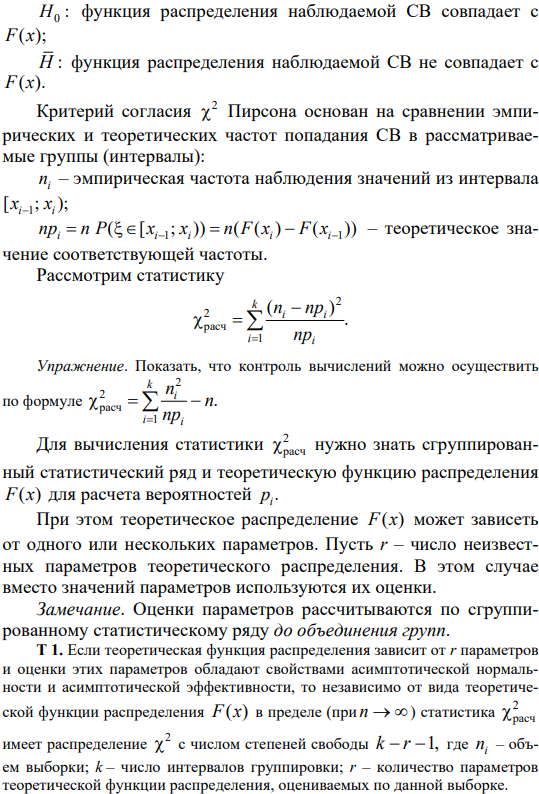 H₀ : функция распределения наблюдаемой СВ совпадает с
F(x);
H̅ : функция распределения наблюдаемой СВ не совпадает с
F(x).
Критерий согласия χ² Пирсона основан на сравнении эмпи-
рических и теоретических частот попадания СВ в рассматривае-
мые группы (интервалы):
nᵢ – эмпирическая частота наблюдения значений из интервала
[xᵢ₋₁; xᵢ);
npᵢ = n P(ξ ∈ [xᵢ₋₁; xᵢ)) = n(F(xᵢ) − F(xᵢ₋₁)) – теоретическое зна-
чение соответствующей частоты.
Рассмотрим статистику
χ²расч = ∑ᵢ₌₁ᵏ (nᵢ − npᵢ)² / npᵢ.
Упражнение. Показать, что контроль вычислений можно осуществить
по формуле χ²расч = ∑ᵢ₌₁ᵏ nᵢ² / npᵢ − n.
Для вычисления статистики χ²расч нужно знать сгруппирован-
ный статистический ряд и теоретическую функцию распределения
F(x) для расчета вероятностей pᵢ.
При этом теоретическое распределение F(x) может зависеть
от одного или нескольких параметров. Пусть r – число неизвест-
ных параметров теоретического распределения. В этом случае
вместо значений параметров используются их оценки.
Замечание. Оценки параметров рассчитываются по сгруппи-
рованному статистическому ряду до объединения групп.
Т 1. Если теоретическая функция распределения зависит от r параметров
и оценки этих параметров обладают свойствами асимптотической нормаль-
ности и асимптотической эффективности, то независимо от вида теоретиче-
ской функции распределения F(x) в пределе (при n → ∞) статистика χ²расч
имеет распределение χ² с числом степеней свободы k − r − 1, где nᵢ – объ-
ем выборки; k – число интервалов группировки; r – количество параметров
теоретической функции распределения, оцениваемых по данной выборке.